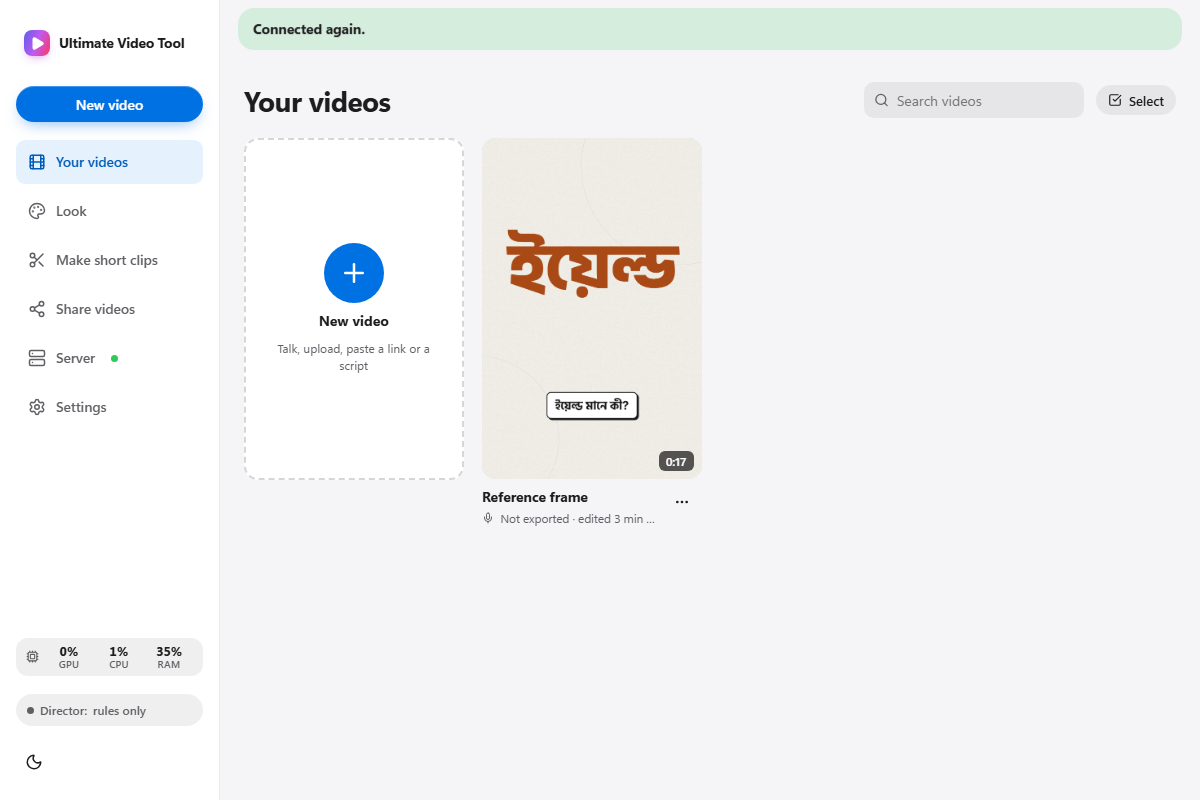 Connected again.
Ultimate Video Tool
New video
Your videos
Look
Make short clips
Share videos
Server
Settings
0% 1% 35%
GPU CPU RAM
Director: rules only
Your videos
Search videos
Select
New video
Talk, upload, paste a link or a
script
ইয়েল্ড
ইয়েল্ড মানে কী?
0:17
Reference frame
...
Not exported · edited 3 min ...